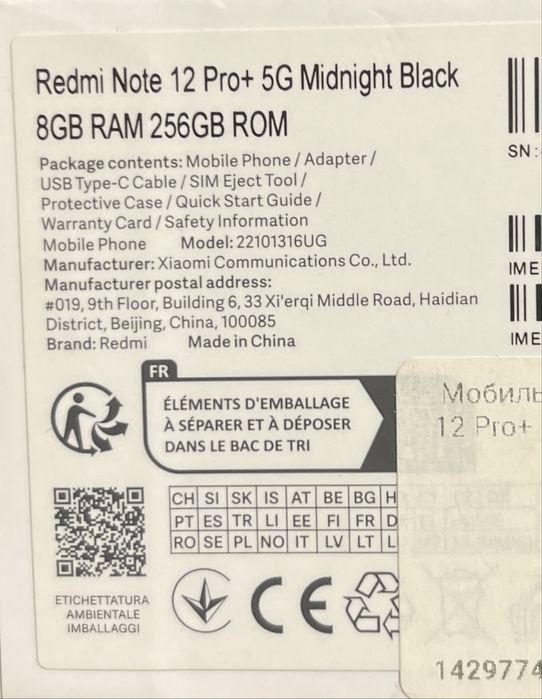 Redmi Note 12 Pro+ 5G Midnight Black
8GB RAM 256GB ROM
Package contents: Mobile Phone / Adapter /
USB Type-C Cable / SIM Eject Tool /
Protective Case / Quick Start Guide /
Warranty Card / Safety Information
Mobile Phone Model: 22101316UG
Manufacturer: Xiaomi Communications Co., Ltd.
Manufacturer postal address:
#019, 9th Floor, Building 6, 33 Xi'erqi Middle Road, Haidian
District, Beijing, China, 100085
Brand: Redmi Made in China
SN:
IME
IME
FR
ÉLÉMENTS D'EMBALLAGE
À SÉPARER ET À DÉPOSER
DANS LE BAC DE TRI
Мобиль
12 Pro+
CH SI SK IS AT BE BG H
PT ES TR LI EE FI FR D
RO SE PL NO IT LV LT L
ETICHETTATURA
AMBIENTALE
IMBALLAGGI
CE
1429774